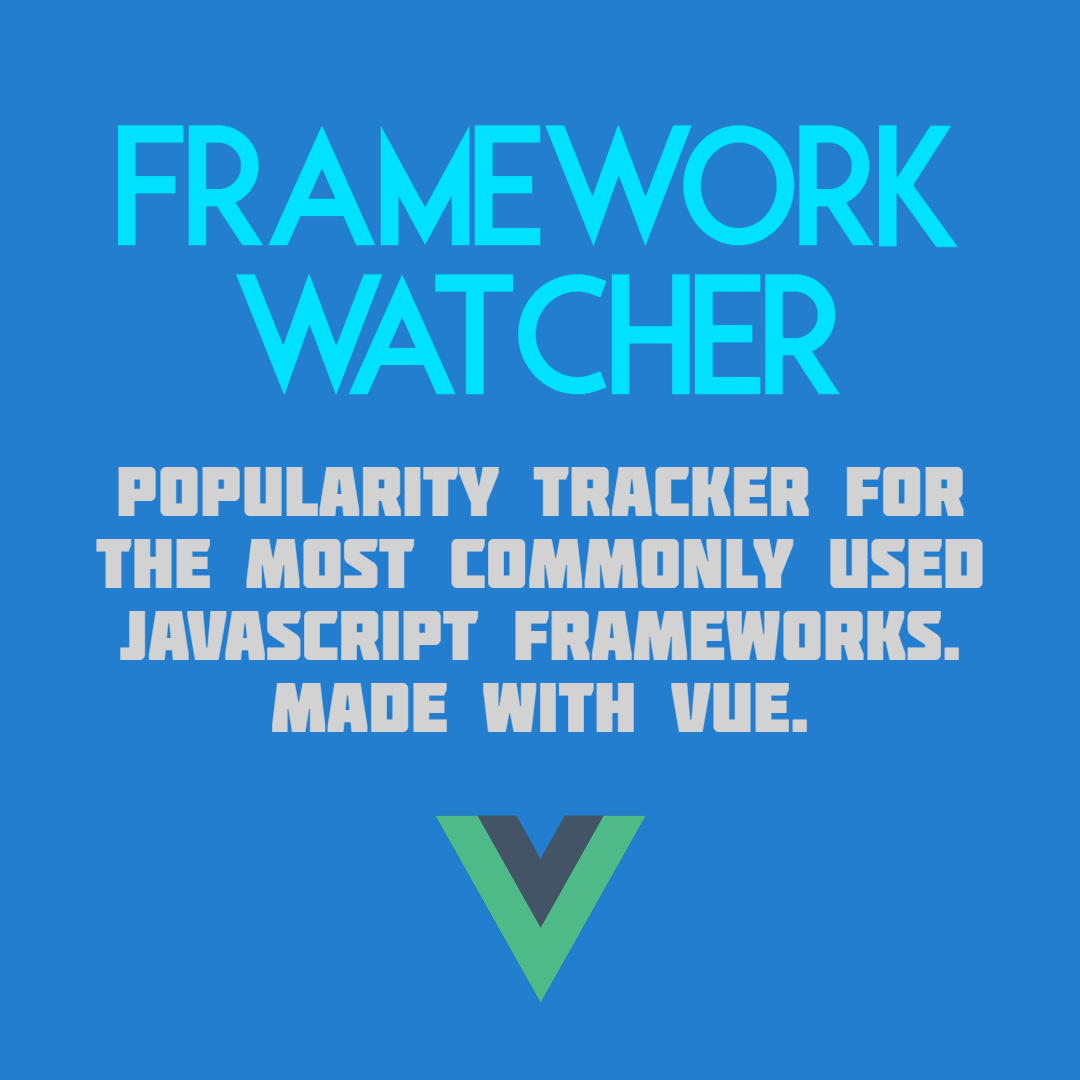 FRAMEWORK
WATCHER
POPULARITY TRACKER FOR
THE MOST COMMONLY USED
JAVASCRIPT FRAMEWORKS.
MADE WITH VUE.